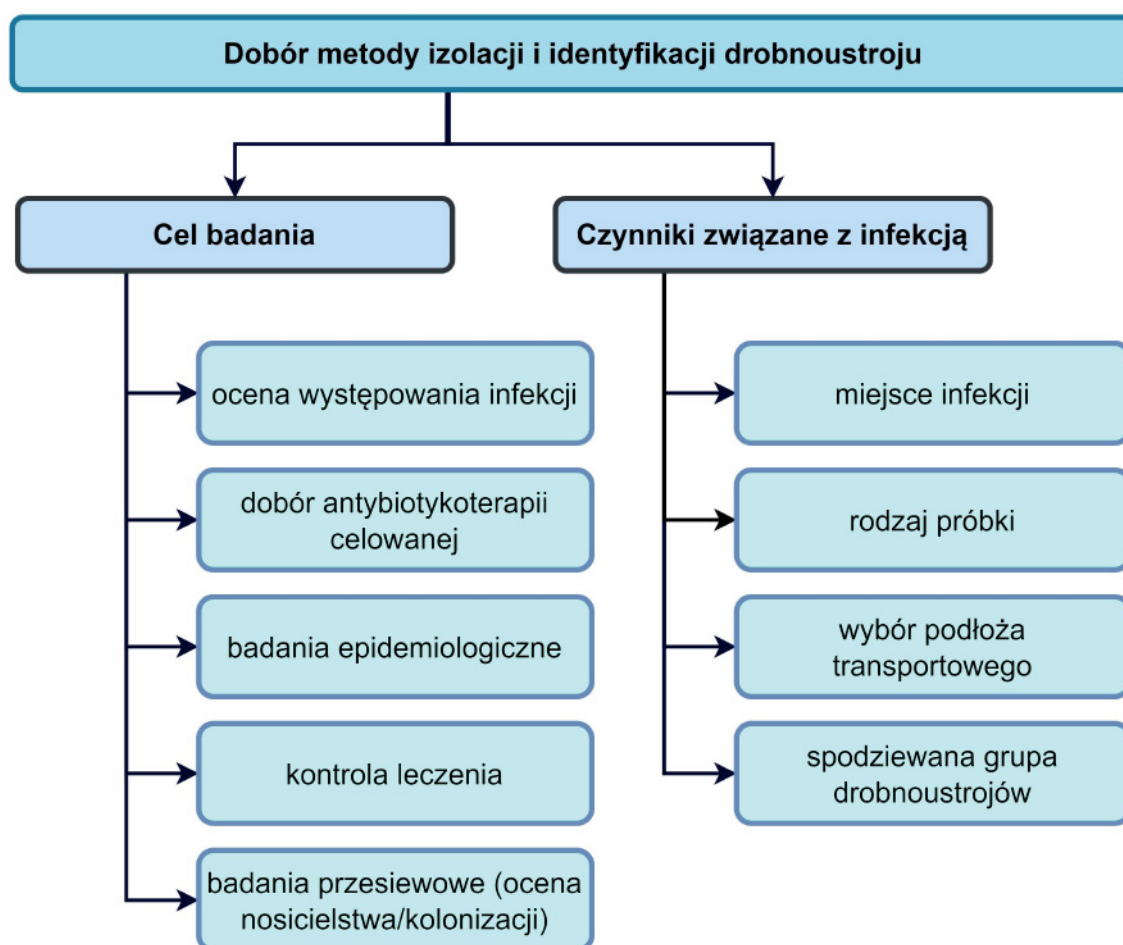 Dobór metody izolacji i identyfikacji drobnoustroju
Cel badania
ocena występowania infekcji
dobór antybiotykoterapii
celowanej
badania epidemiologiczne
kontrola leczenia
badania przesiewowe (ocena
nosicielstwa/kolonizacji)
Czynniki związane z infekcją
miejsce infekcji
rodzaj próbki
wybór podłoża
transportowego
spodziewana grupa
drobnoustrojów